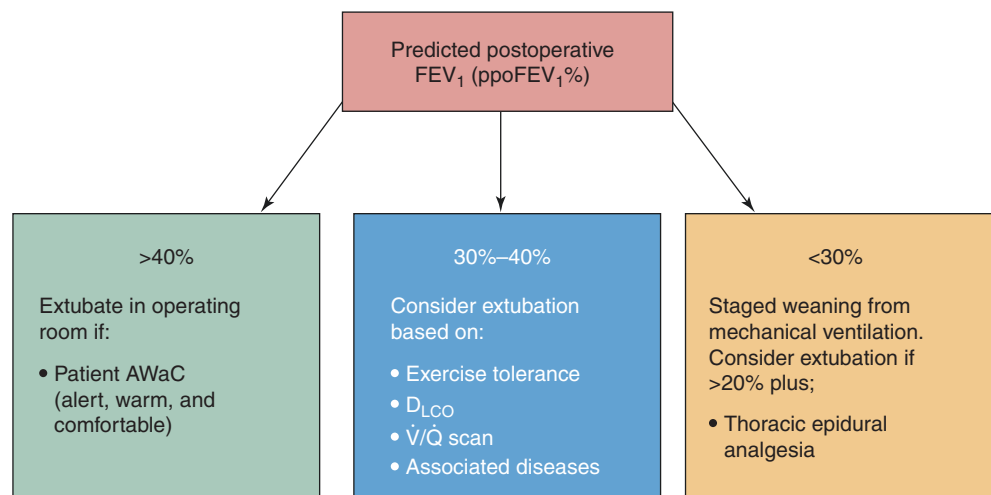 Predicted postoperative
FEV₁ (ppoFEV₁%)
>40%
Extubate in operating
room if:
• Patient AWaC
(alert, warm, and
comfortable)
30%–40%
Consider extubation
based on:
• Exercise tolerance
• D_LCO
• V̇/Q̇ scan
• Associated diseases
<30%
Staged weaning from
mechanical ventilation.
Consider extubation if
>20% plus;
• Thoracic epidural
analgesia